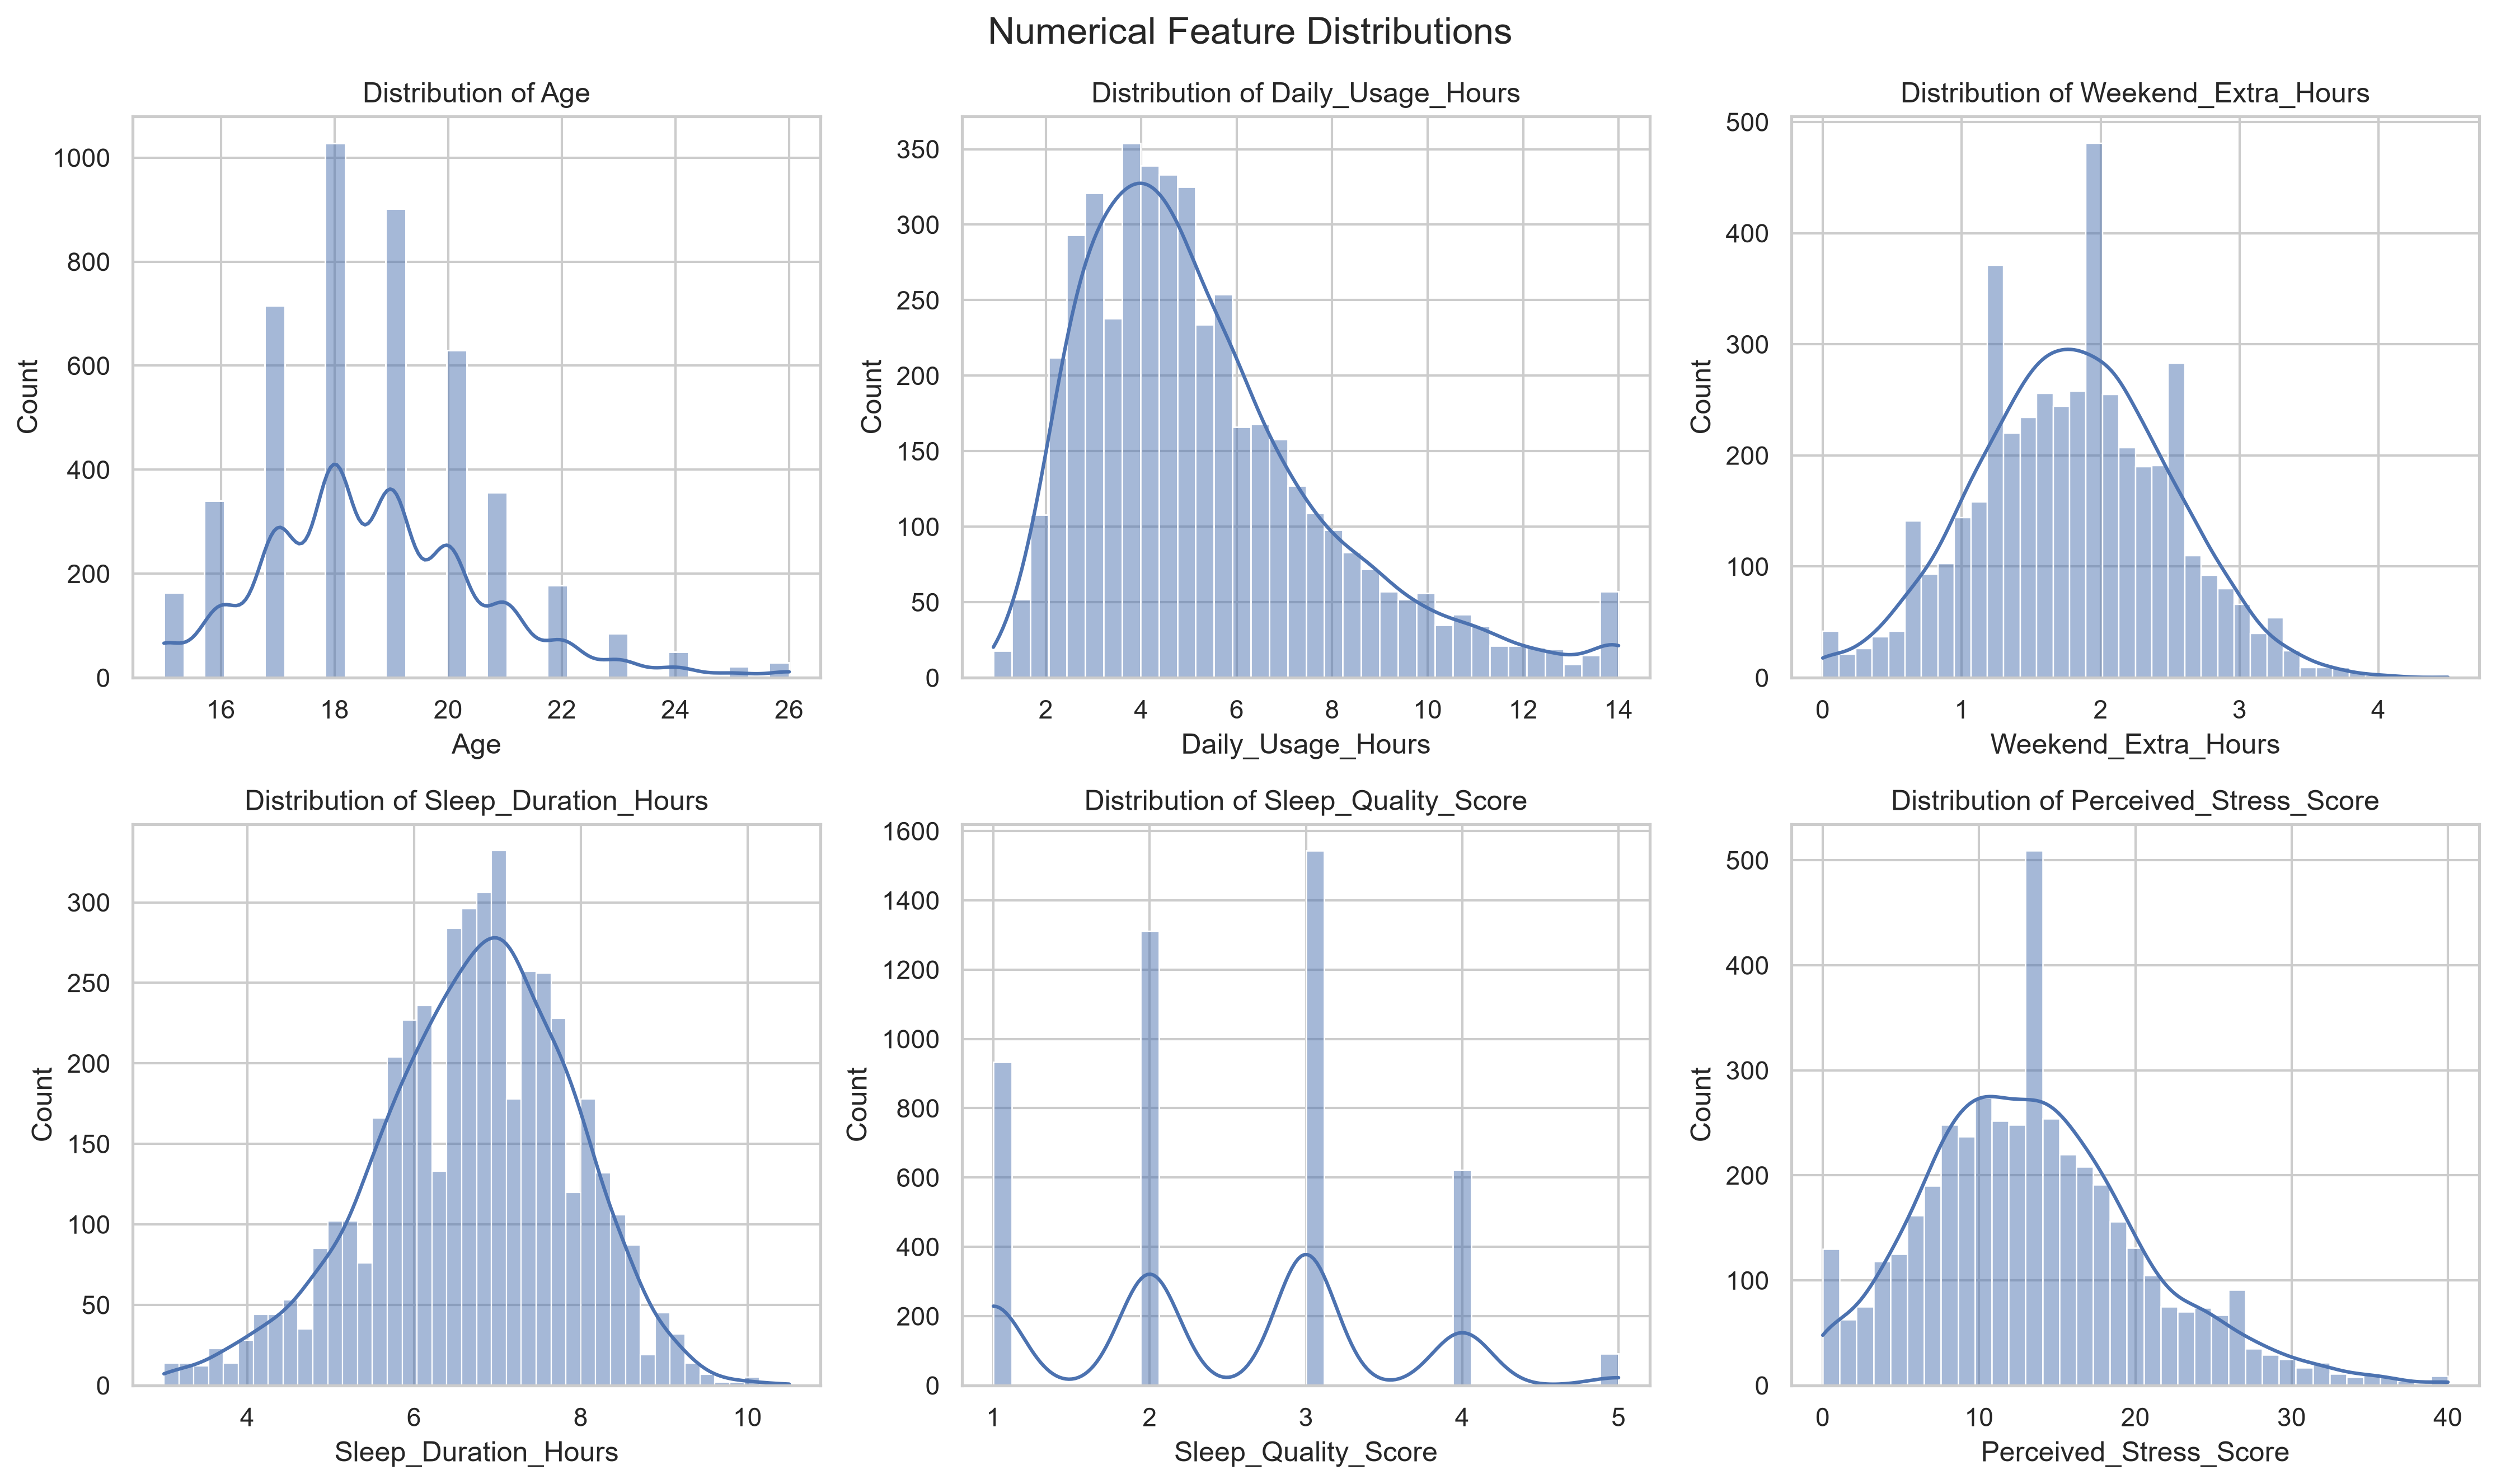 Numerical Feature Distributions
Distribution of Age
1000
800
600
400
200
0
Count
16 18 20 22 24 26
Age
Distribution of Daily_Usage_Hours
350
300
250
200
150
100
50
0
Count
2 4 6 8 10 12 14
Daily_Usage_Hours
Distribution of Weekend_Extra_Hours
500
400
300
200
100
0
Count
0 1 2 3 4
Weekend_Extra_Hours
Distribution of Sleep_Duration_Hours
300
250
200
150
100
50
0
Count
4 6 8 10
Sleep_Duration_Hours
Distribution of Sleep_Quality_Score
1600
1400
1200
1000
800
600
400
200
0
Count
1 2 3 4 5
Sleep_Quality_Score
Distribution of Perceived_Stress_Score
500
400
300
200
100
0
Count
0 10 20 30 40
Perceived_Stress_Score